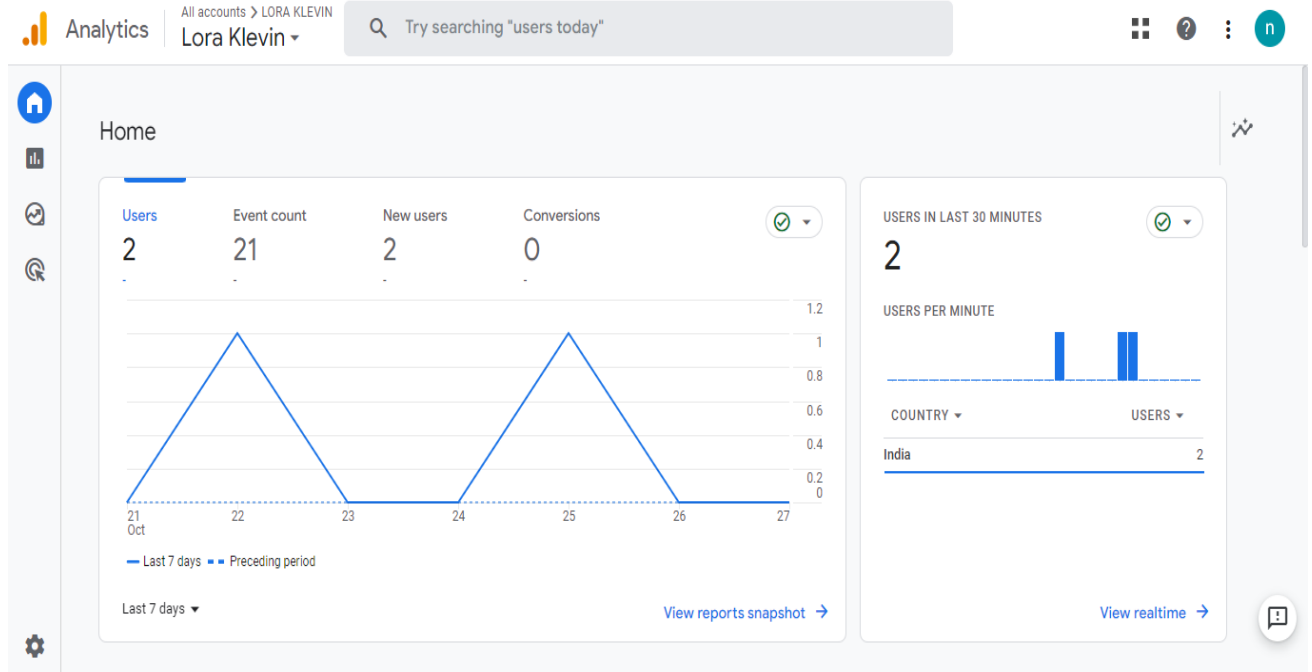 Analytics
All accounts > LORA KLEVIN
Lora Klevin
Try searching "users today"
n
Home
Users
Event count
New users
Conversions
2
21
2
0
-
-
-
-
1.2
1
0.8
0.6
0.4
0.2
0
21
Oct
22
23
24
25
26
27
Last 7 days
Preceding period
Last 7 days
View reports snapshot
USERS IN LAST 30 MINUTES
2
USERS PER MINUTE
COUNTRY
USERS
India
2
View realtime